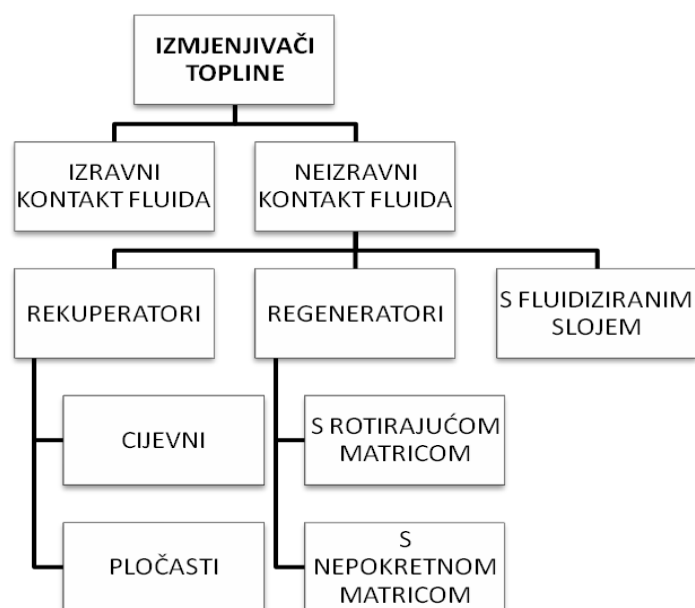 IZMJENJIVAČI
TOPLINE
IZRAVNI
KONTAKT FLUIDA
NEIZRAVNI
KONTAKT FLUIDA
REKUPERATORI
REGENERATORI
S FLUIDIZIRANIM
SLOJEM
CIJEVNI
S ROTIRAJUĆOM
MATRICOM
PLOČASTI
S
NEPOKRETNOM
MATRICOM